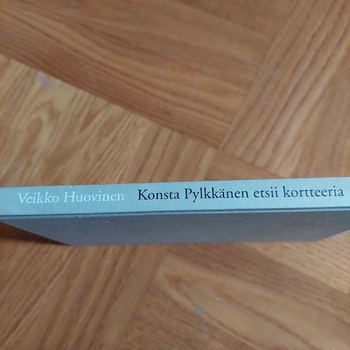 Veikko Huovinen Konsta Pylkkänen etsii kortteeria